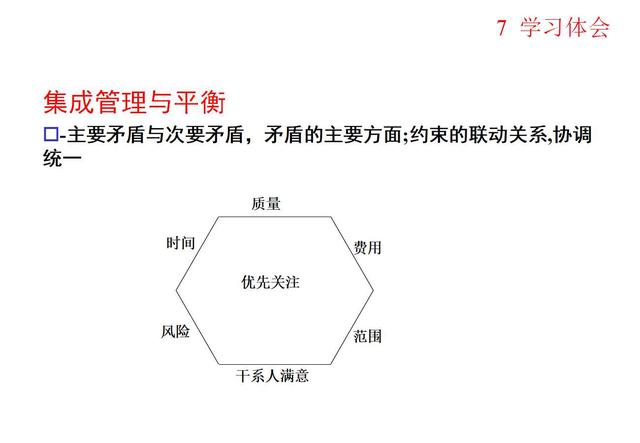 7 学习体会
集成管理与平衡
-主要矛盾与次要矛盾，矛盾的主要方面;约束的联动关系,协调
统一
质量
时间
费用
优先关注
风险
范围
干系人满意